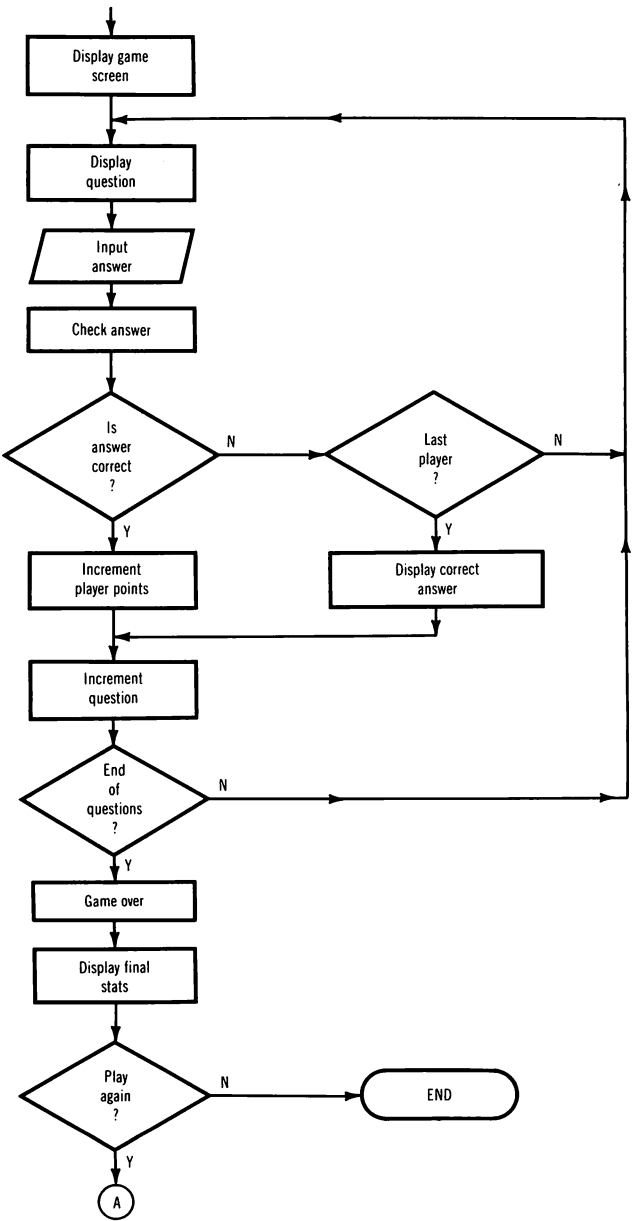 Display game
screen
Display
question
Input
answer
Check answer
Is
answer
correct
?
N
Last
player
?
N
Y
Y
Increment
player points
Display correct
answer
Increment
question
End
of
questions
?
N
Y
Game over
Display final
stats
Play
again
?
N
END
Y
A